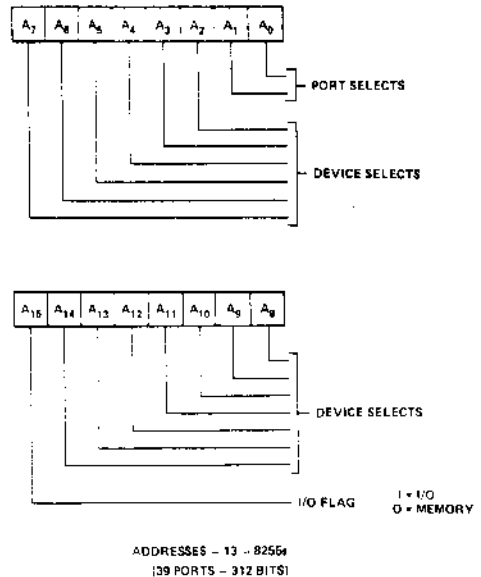 A7 A6 A5 A4 A3 A2 A1 A0
PORT SELECTS
DEVICE SELECTS
A15 A14 A13 A12 A11 A10 A9 A8
DEVICE SELECTS
I/O FLAG
1 = I/O
0 = MEMORY
ADDRESSES – 13 – 8255s
[39 PORTS – 312 BITS]